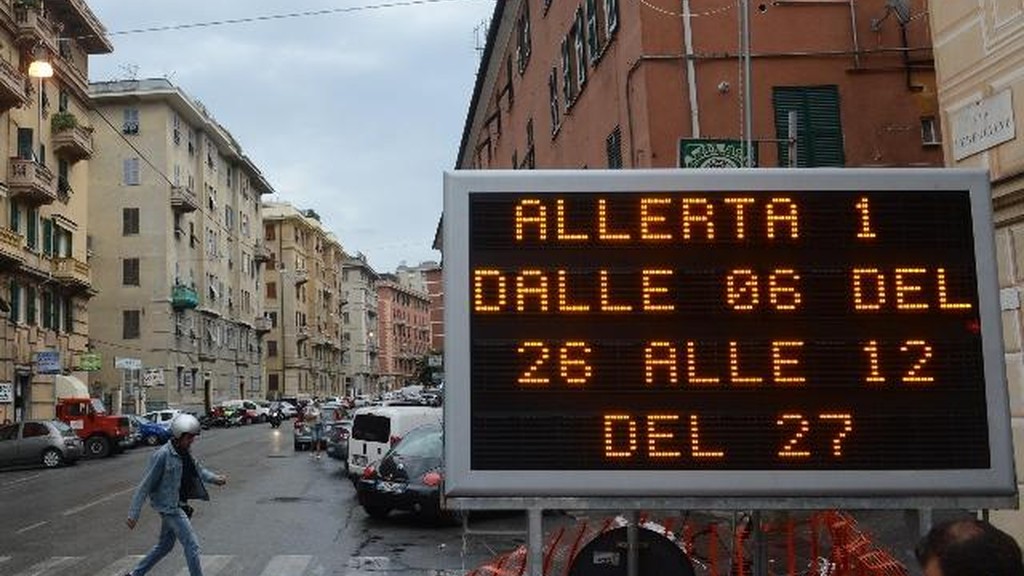 ALLERTA 1
DALLE 06 DEL
26 ALLE 12
DEL 27